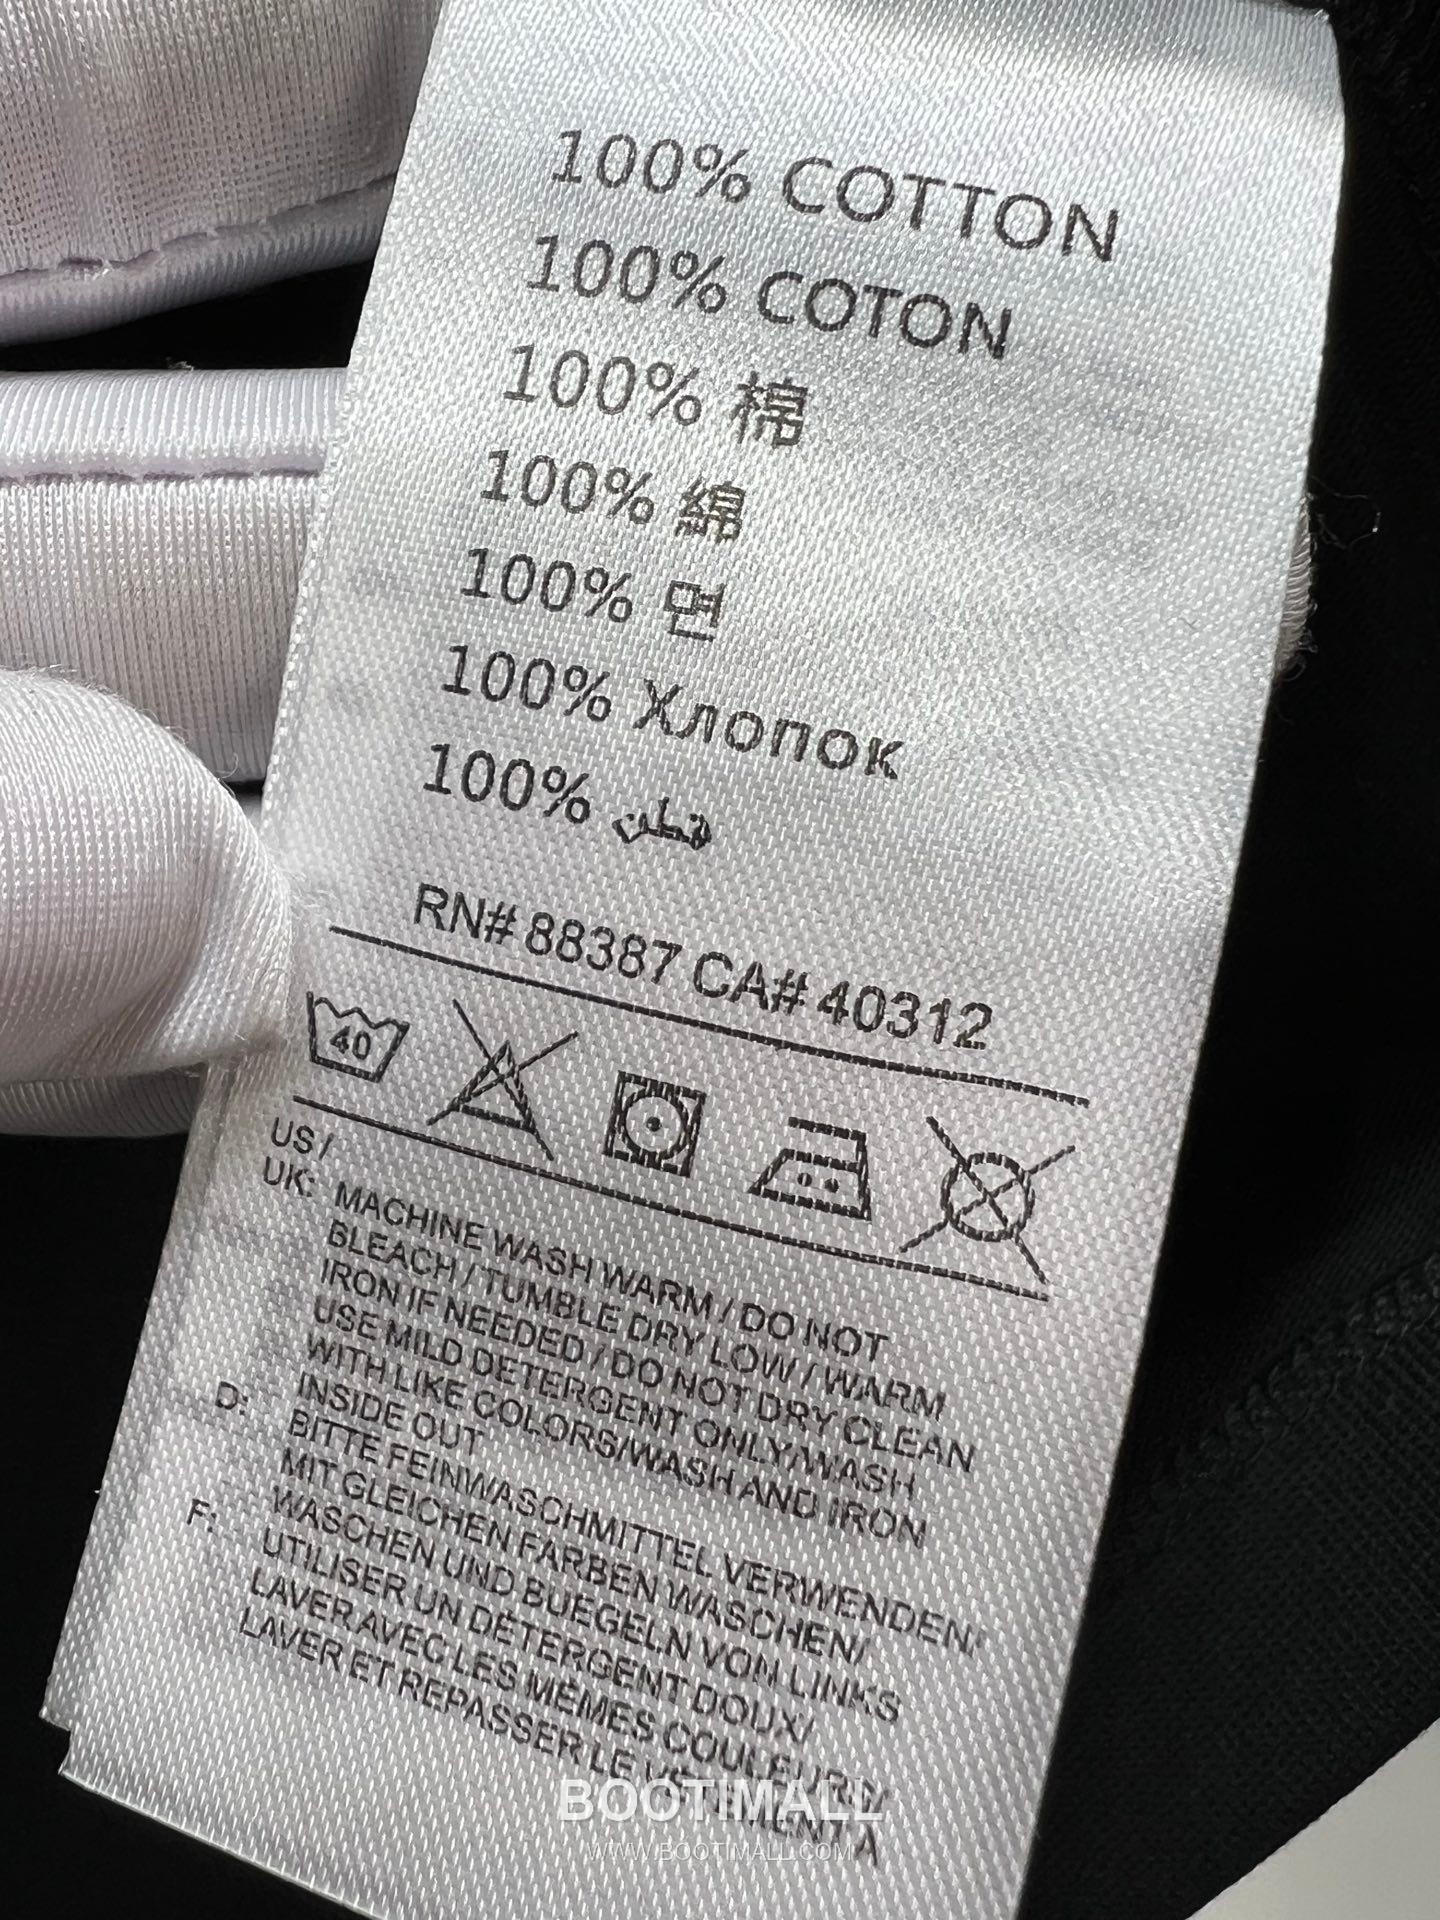 100% COTTON
100% COTON
100% 棉
100% 綿
100% 면
100% Хлопок
100% قطن
RN# 88387 CA# 40312
40
US /
UK: MACHINE WASH WARM / DO NOT
BLEACH / TUMBLE DRY LOW / WARM
IRON IF NEEDED / DO NOT DRY CLEAN
USE MILD DETERGENT ONLY/WASH
WITH LIKE COLORS/WASH AND IRON
INSIDE OUT
D: BITTE FEINWASCHMITTEL VERWENDEN/
MIT GLEICHEN FARBEN WASCHEN/
WASCHEN UND BUEGELN VON LINKS
F: UTILISER UN DÉTERGENT DOUX/
LAVER AVEC LES MÊMES COULEURS/
LAVER ET REPASSER LE VÊTEMENT À
BOOTIMALL
WWW.BOOTIMALL.COM